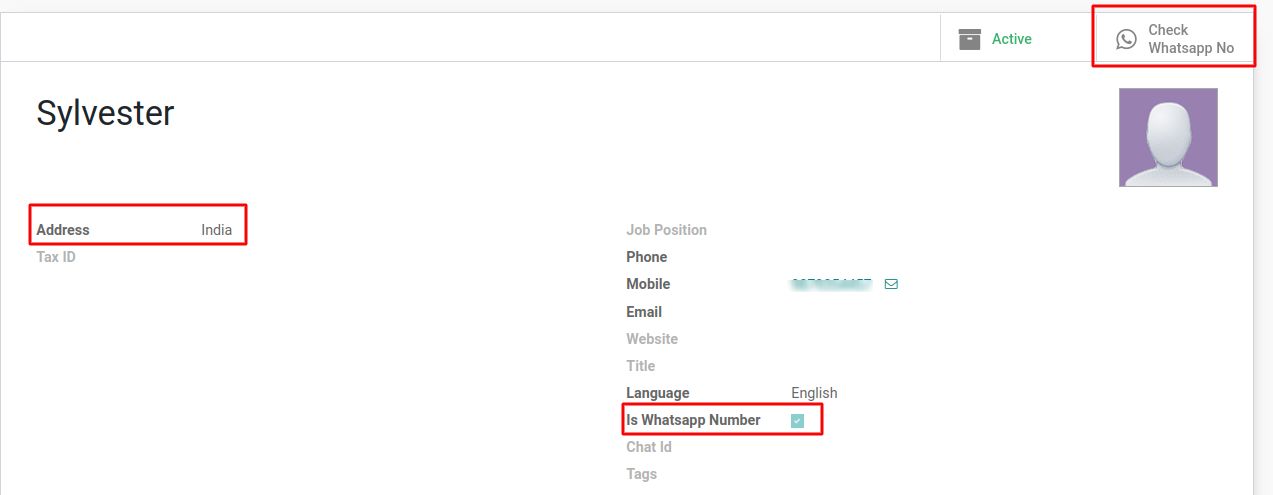 Active
Check
Whatsapp No
Sylvester
Address India
Tax ID
Job Position
Phone
Mobile
Email
Website
Title
Language English
Is Whatsapp Number
Chat Id
Tags